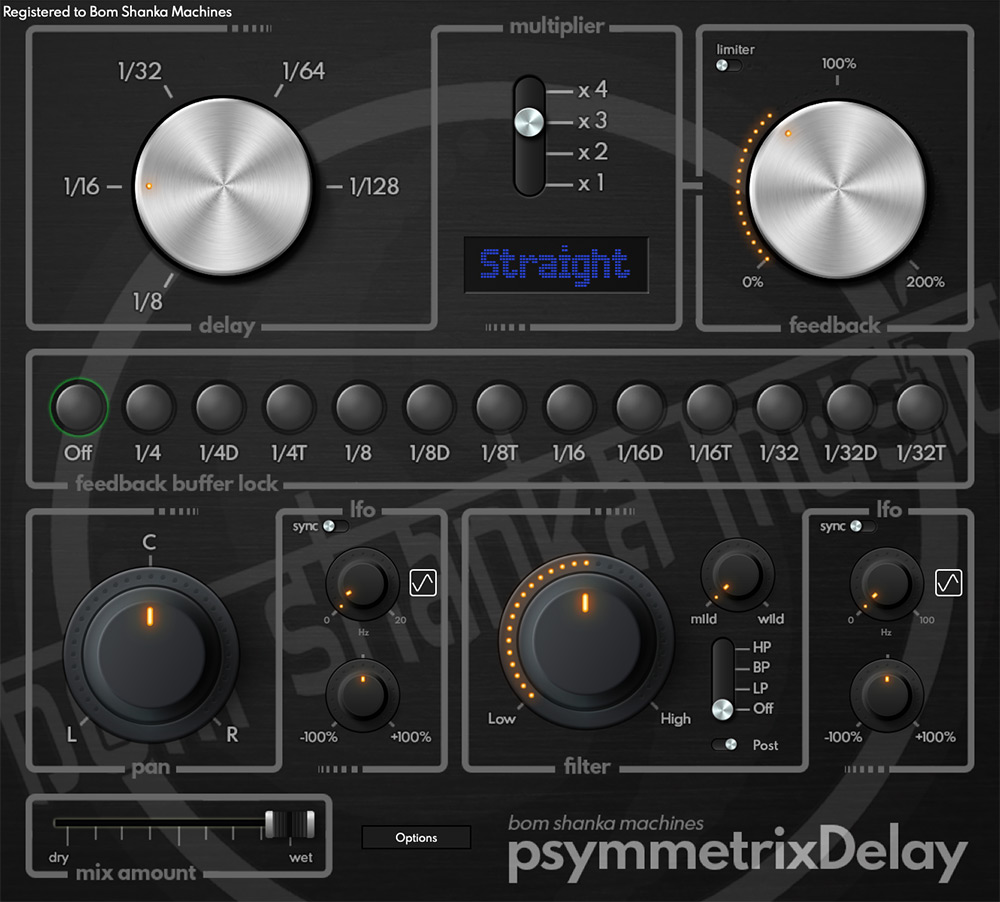 Registered to Bom Shanka Machines
multiplier
limiter
1/32
1/64
100%
x 4
x 3
1/16
1/128
x 2
x 1
Straight
0%
200%
1/8
delay
feedback
Off
1/4
1/4D
1/4T
1/8
1/8D
1/8T
1/16
1/16D
1/16T
1/32
1/32D
1/32T
feedback buffer lock
lfo
lfo
sync
sync
C
0
20
Hz
mild
wild
0
100
Hz
HP
BP
LP
Off
L
R
-100%
+100%
Low
High
Post
-100%
+100%
pan
filter
dry
wet
mix amount
Options
bom shanka machines
psymmetrixDelay
bom shanka music